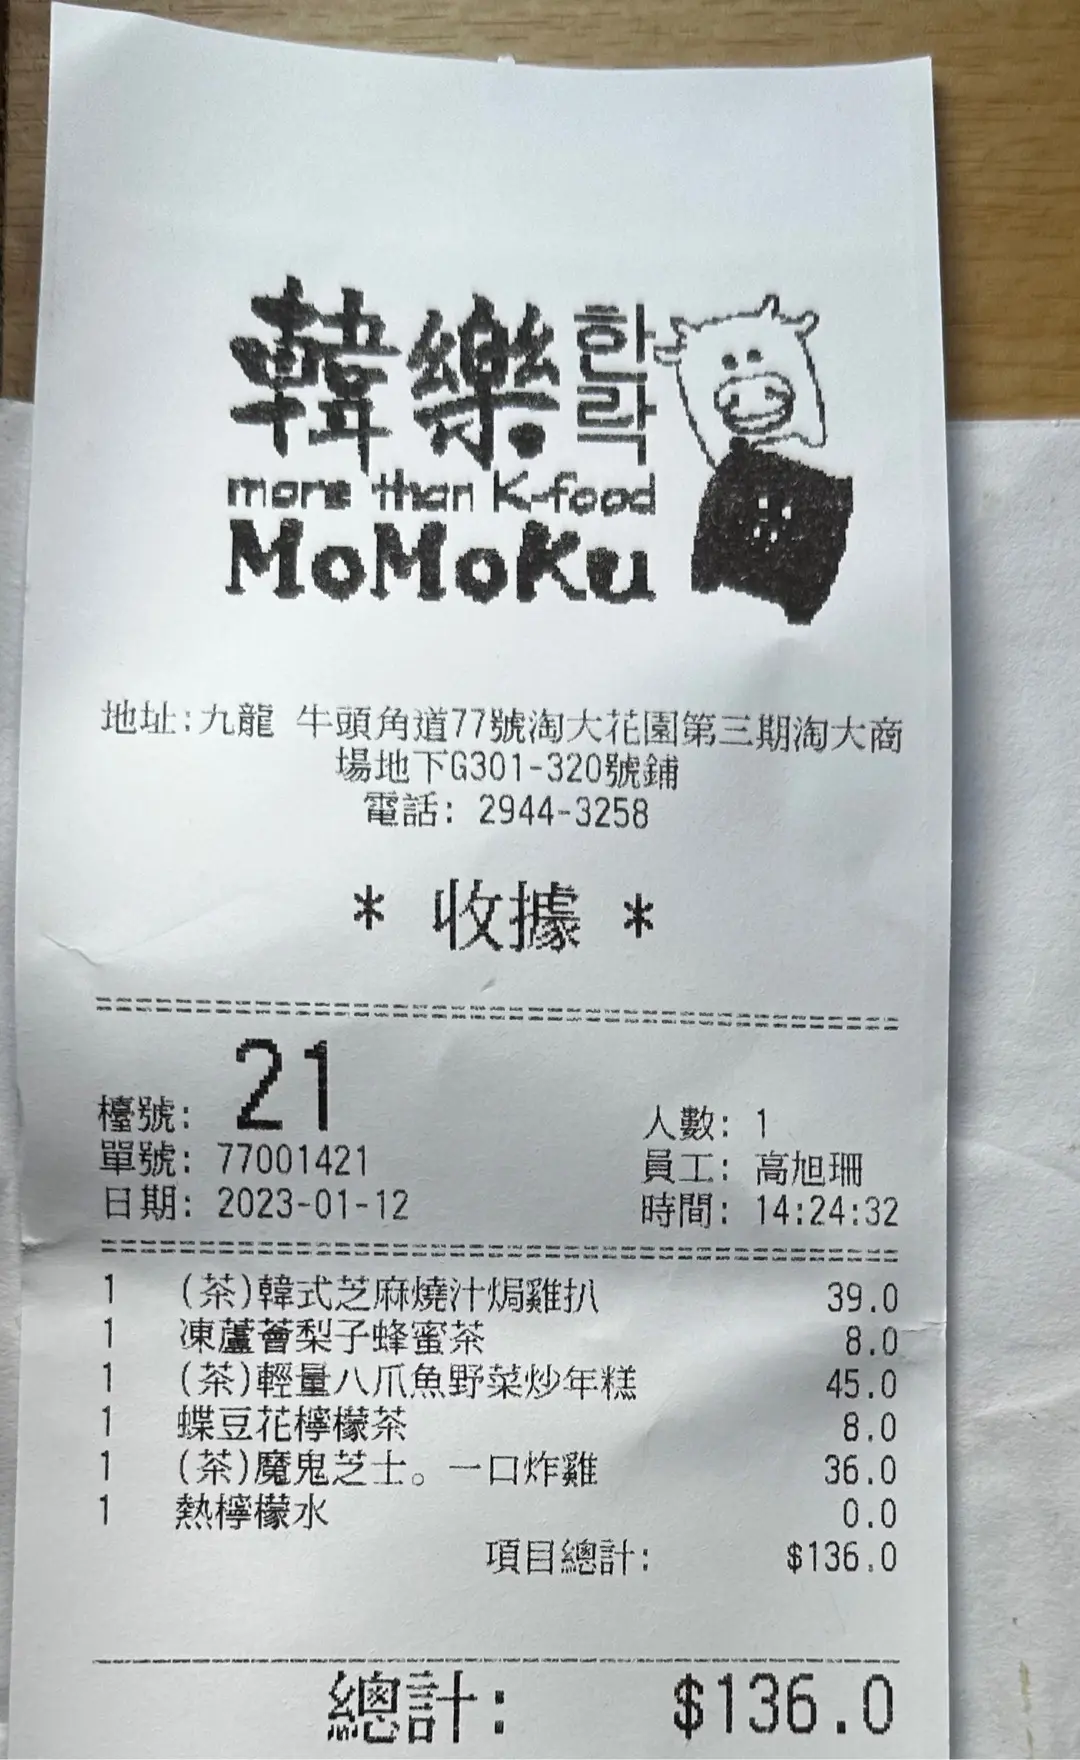 韓樂 한락
more than K-food
MoMoKu
地址:九龍 牛頭角道77號淘大花園第三期淘大商
場地下G301-320號鋪
電話: 2944-3258
* 收據 *
檯號: 21 人數: 1
單號: 77001421 員工: 高旭珊
日期: 2023-01-12 時間: 14:24:32
1 (茶)韓式芝麻燒汁焗雞扒 39.0
1 凍蘆薈梨子蜂蜜茶 8.0
1 (茶)輕量八爪魚野菜炒年糕 45.0
1 蝶豆花檸檬茶 8.0
1 (茶)魔鬼芝士。一口炸雞 36.0
1 熱檸檬水 0.0
項目總計: $136.0
總計: $136.0